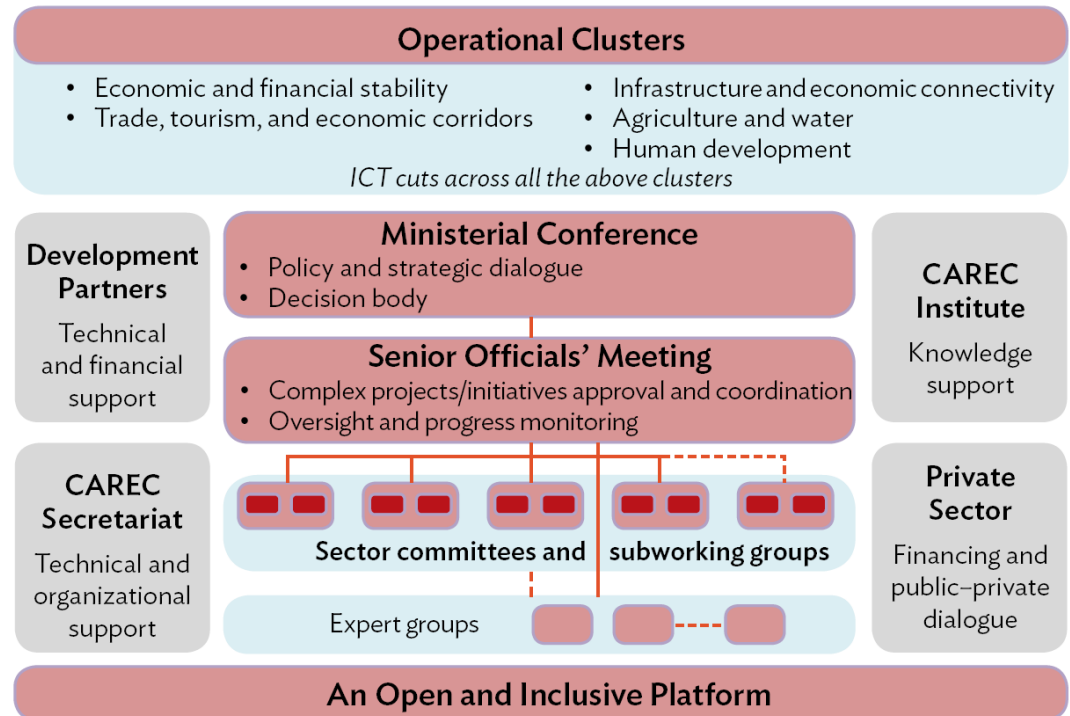 Operational Clusters
• Economic and financial stability
• Trade, tourism, and economic corridors
• Infrastructure and economic connectivity
• Agriculture and water
• Human development
ICT cuts across all the above clusters
Development
Partners
Technical
and financial
support
Ministerial Conference
• Policy and strategic dialogue
• Decision body
Senior Officials’ Meeting
• Complex projects/initiatives approval and coordination
• Oversight and progress monitoring
CAREC
Institute
Knowledge
support
CAREC
Secretariat
Technical and
organizational
support
Sector committees and subworking groups
Expert groups
Private
Sector
Financing and
public–private
dialogue
An Open and Inclusive Platform